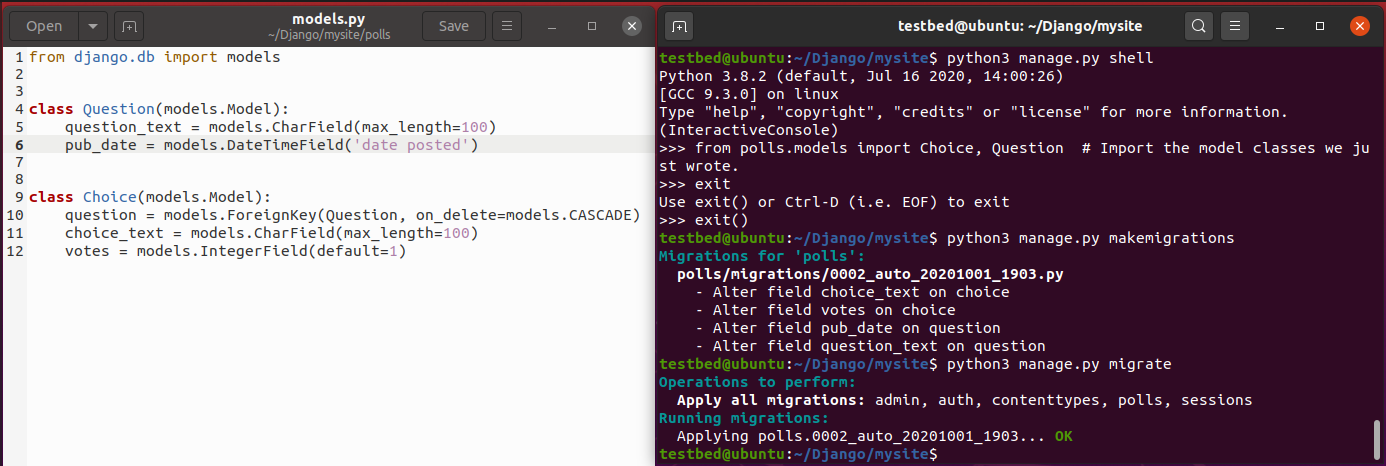 Open
models.py
~/Django/mysite/polls
Save
1 from django.db import models
2
3
4 class Question(models.Model):
5     question_text = models.CharField(max_length=100)
6     pub_date = models.DateTimeField('date posted')
7
8
9 class Choice(models.Model):
10     question = models.ForeignKey(Question, on_delete=models.CASCADE)
11     choice_text = models.CharField(max_length=100)
12     votes = models.IntegerField(default=1)
testbed@ubuntu: ~/Django/mysite
testbed@ubuntu:~/Django/mysite$ python3 manage.py shell
Python 3.8.2 (default, Jul 16 2020, 14:00:26)
[GCC 9.3.0] on linux
Type "help", "copyright", "credits" or "license" for more information.
(InteractiveConsole)
>>> from polls.models import Choice, Question  # Import the model classes we ju
st wrote.
>>> exit
Use exit() or Ctrl-D (i.e. EOF) to exit
>>> exit()
testbed@ubuntu:~/Django/mysite$ python3 manage.py makemigrations
Migrations for 'polls':
  polls/migrations/0002_auto_20201001_1903.py
    - Alter field choice_text on choice
    - Alter field votes on choice
    - Alter field pub_date on question
    - Alter field question_text on question
testbed@ubuntu:~/Django/mysite$ python3 manage.py migrate
Operations to perform:
  Apply all migrations: admin, auth, contenttypes, polls, sessions
Running migrations:
  Applying polls.0002_auto_20201001_1903... OK
testbed@ubuntu:~/Django/mysite$